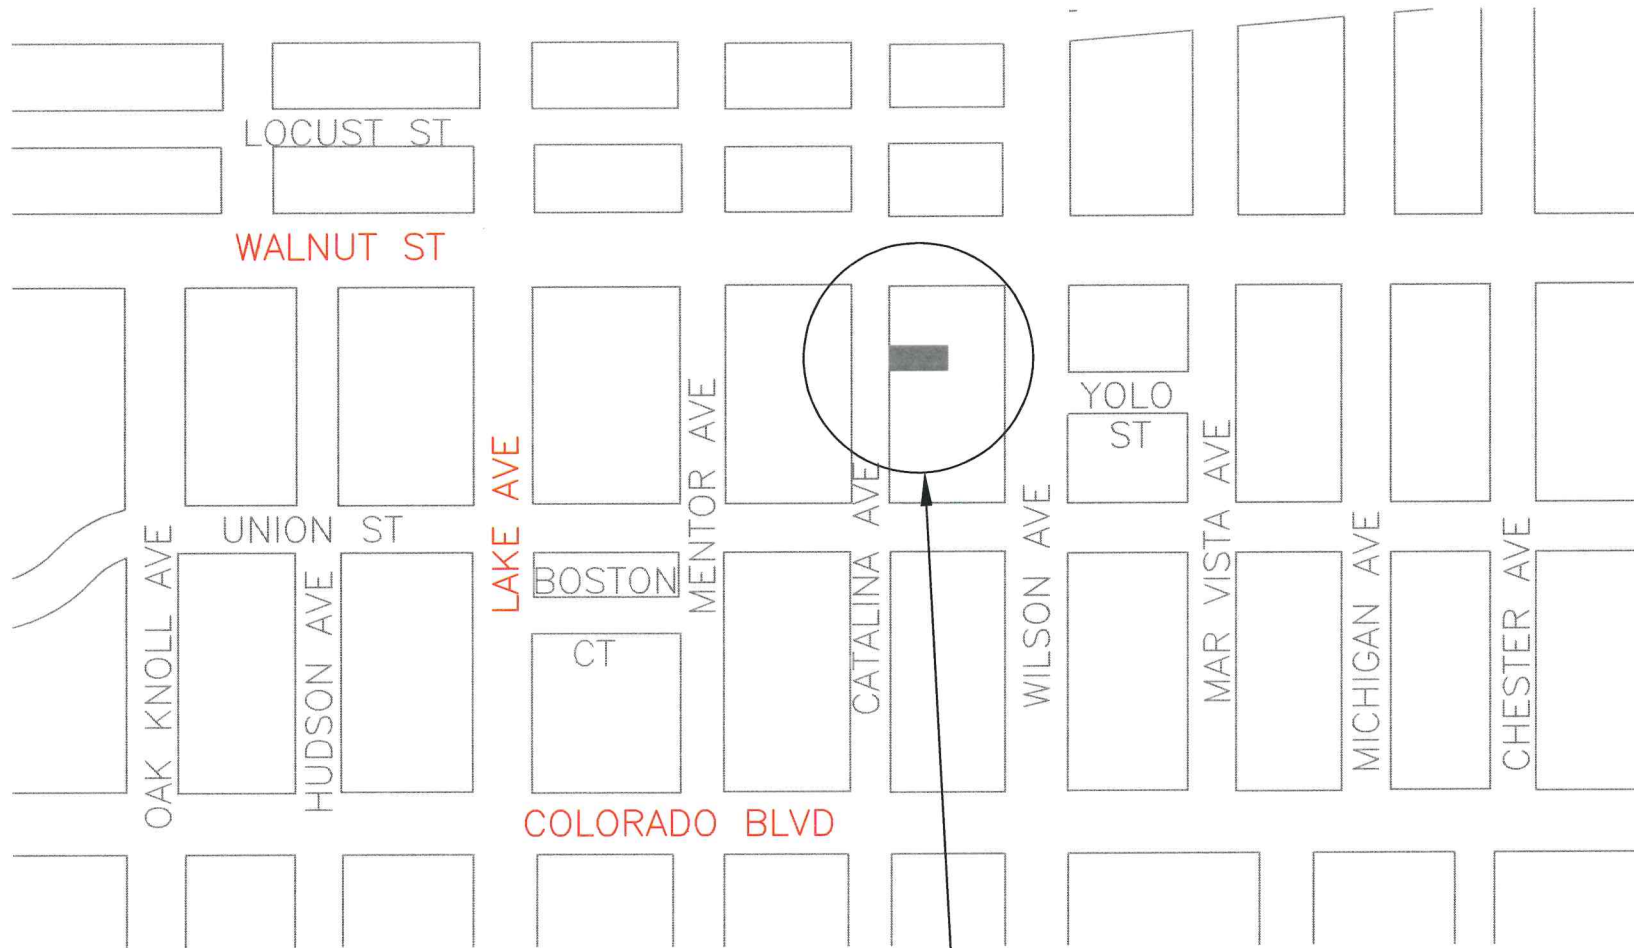 LOCUST ST
WALNUT ST
YOLO
ST
LAKE AVE
MENTOR AVE
CATALINA AVE
UNION ST
BOSTON
CT
OAK KNOLL AVE
HUDSON AVE
WILSON AVE
MAR VISTA AVE
MICHIGAN AVE
CHESTER AVE
COLORADO BLVD